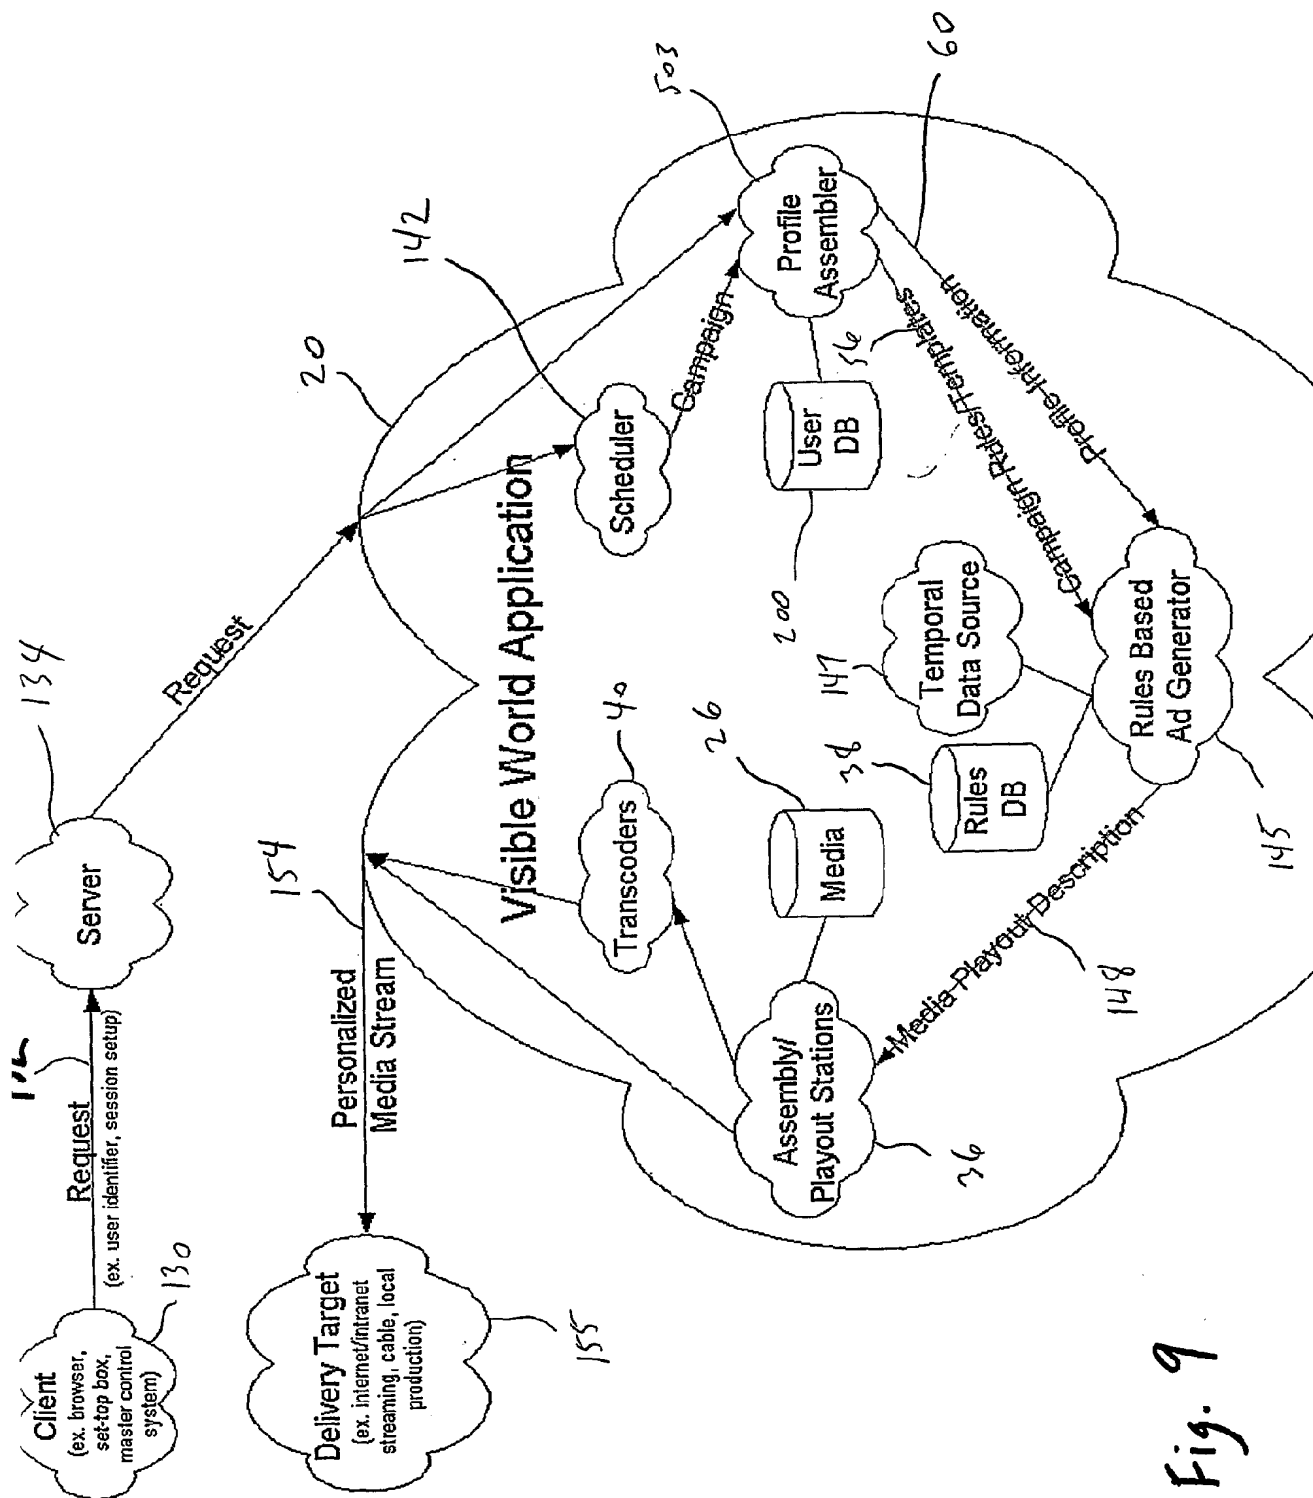 Client
(ex. browser,
set-top box,
master control
system)
130
Request
(ex. user identifier, session setup)
Server
134
Request
Delivery Target
(ex. internet/intranet
streaming, cable, local
production)
155
Personalized
Media Stream
154
20
Visible World Application
Scheduler
142
Campaign
Profile
Assembler
503
60
User
DB
200
56
Campaign Rules/Templates
Profile Information
Transcoders
40
Media
26
Assembly/
Playout Stations
36
Temporal
Data Source
147
Rules
DB
38
Rules Based
Ad Generator
145
Media Playout Description
148
Fig. 9